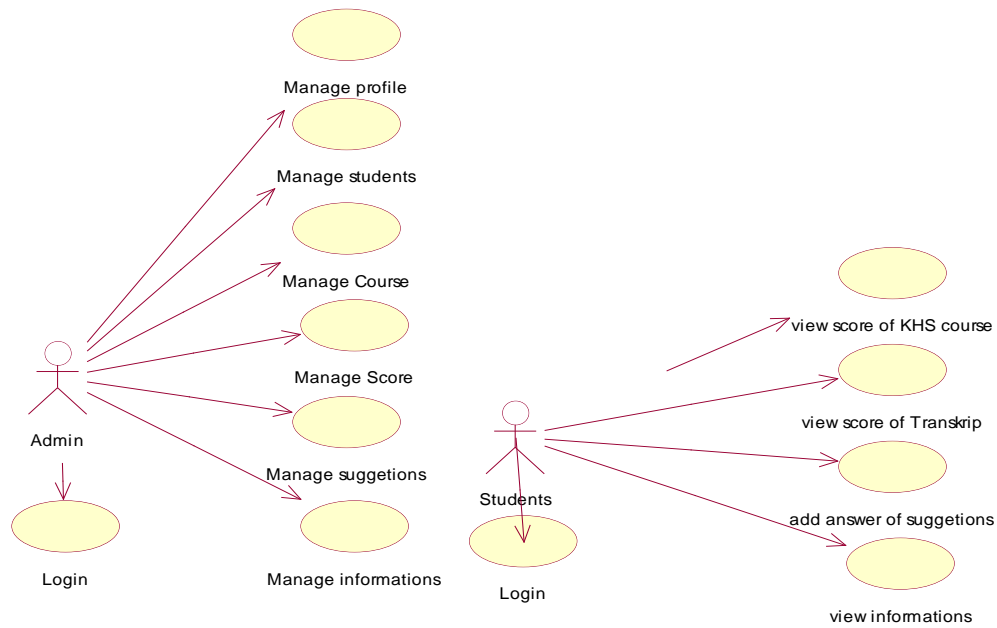 Manage profile
Manage students
Manage Course
Manage Score
Admin
Manage suggetions
Login
Manage informations
view score of KHS course
view score of Transkrip
Students
add answer of suggetions
Login
view informations